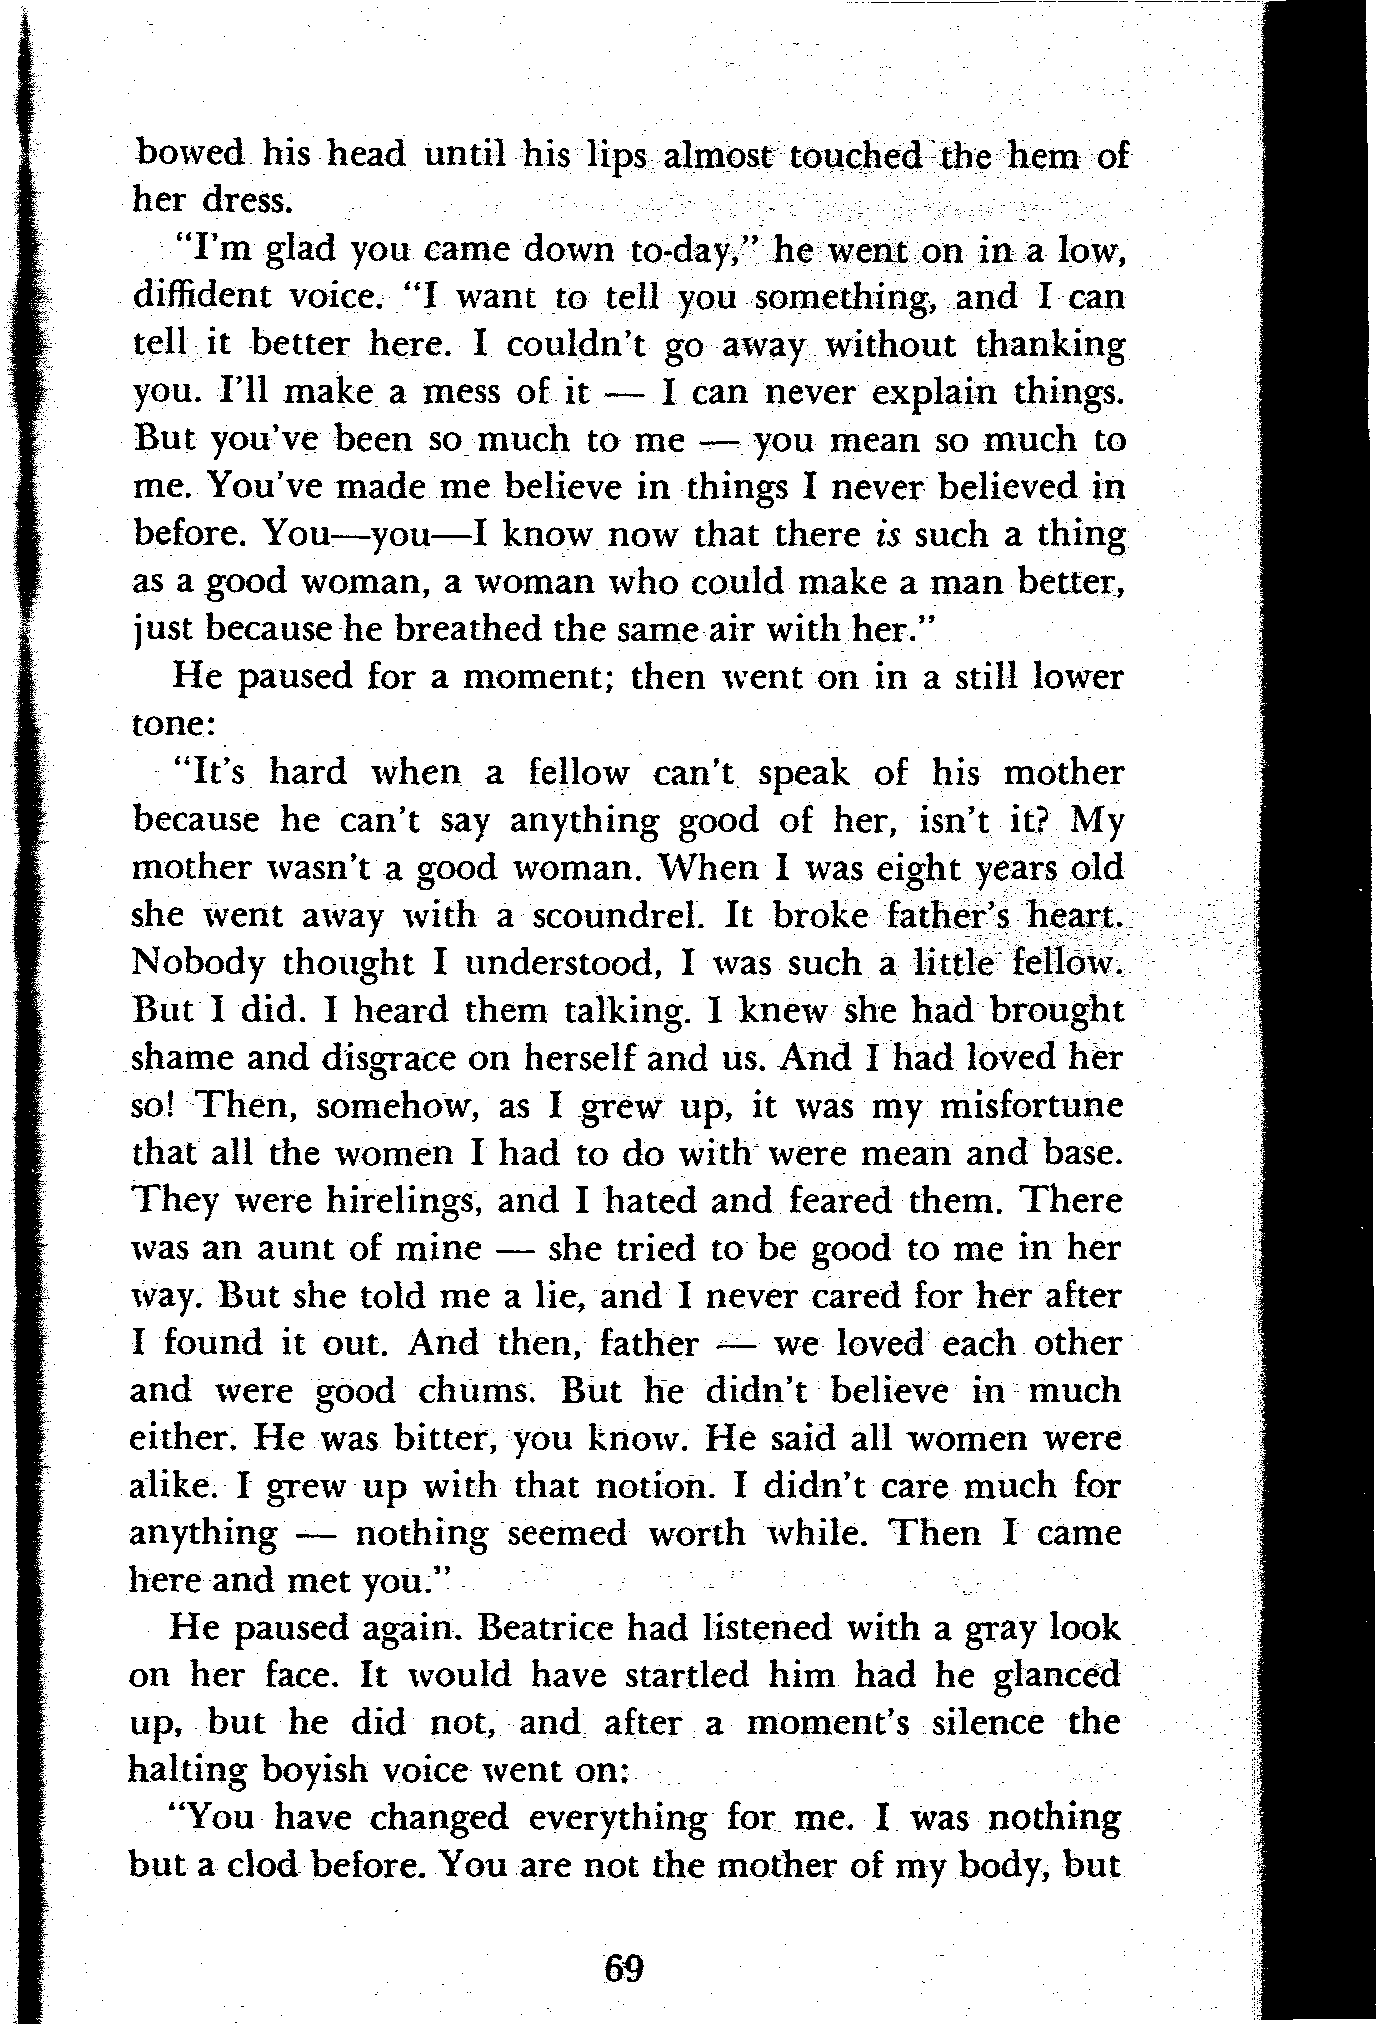 bowed his head until his lips almost touched the hem of
her dress.
"I'm glad you came down to-day," he went on in a low,
diffident voice. "I want to tell you something, and I can
tell it better here. I couldn't go away without thanking
you. I'll make a mess of it — I can never explain things.
But you've been so much to me — you mean so much to
me. You've made me believe in things I never believed in
before. You—you—I know now that there is such a thing
as a good woman, a woman who could make a man better,
just because he breathed the same air with her."
He paused for a moment; then went on in a still lower
tone:
"It's hard when a fellow can't speak of his mother
because he can't say anything good of her, isn't it? My
mother wasn't a good woman. When I was eight years old
she went away with a scoundrel. It broke father's heart.
Nobody thought I understood, I was such a little fellow.
But I did. I heard them talking. I knew she had brought
shame and disgrace on herself and us. And I had loved her
so! Then, somehow, as I grew up, it was my misfortune
that all the women I had to do with were mean and base.
They were hirelings, and I hated and feared them. There
was an aunt of mine — she tried to be good to me in her
way. But she told me a lie, and I never cared for her after
I found it out. And then, father — we loved each other
and were good chums. But he didn't believe in much
either. He was bitter, you know. He said all women were
alike. I grew up with that notion. I didn't care much for
anything — nothing seemed worth while. Then I came
here and met you."
He paused again. Beatrice had listened with a gray look
on her face. It would have startled him had he glanced
up, but he did not, and after a moment's silence the
halting boyish voice went on:
"You have changed everything for me. I was nothing
but a clod before. You are not the mother of my body, but
69